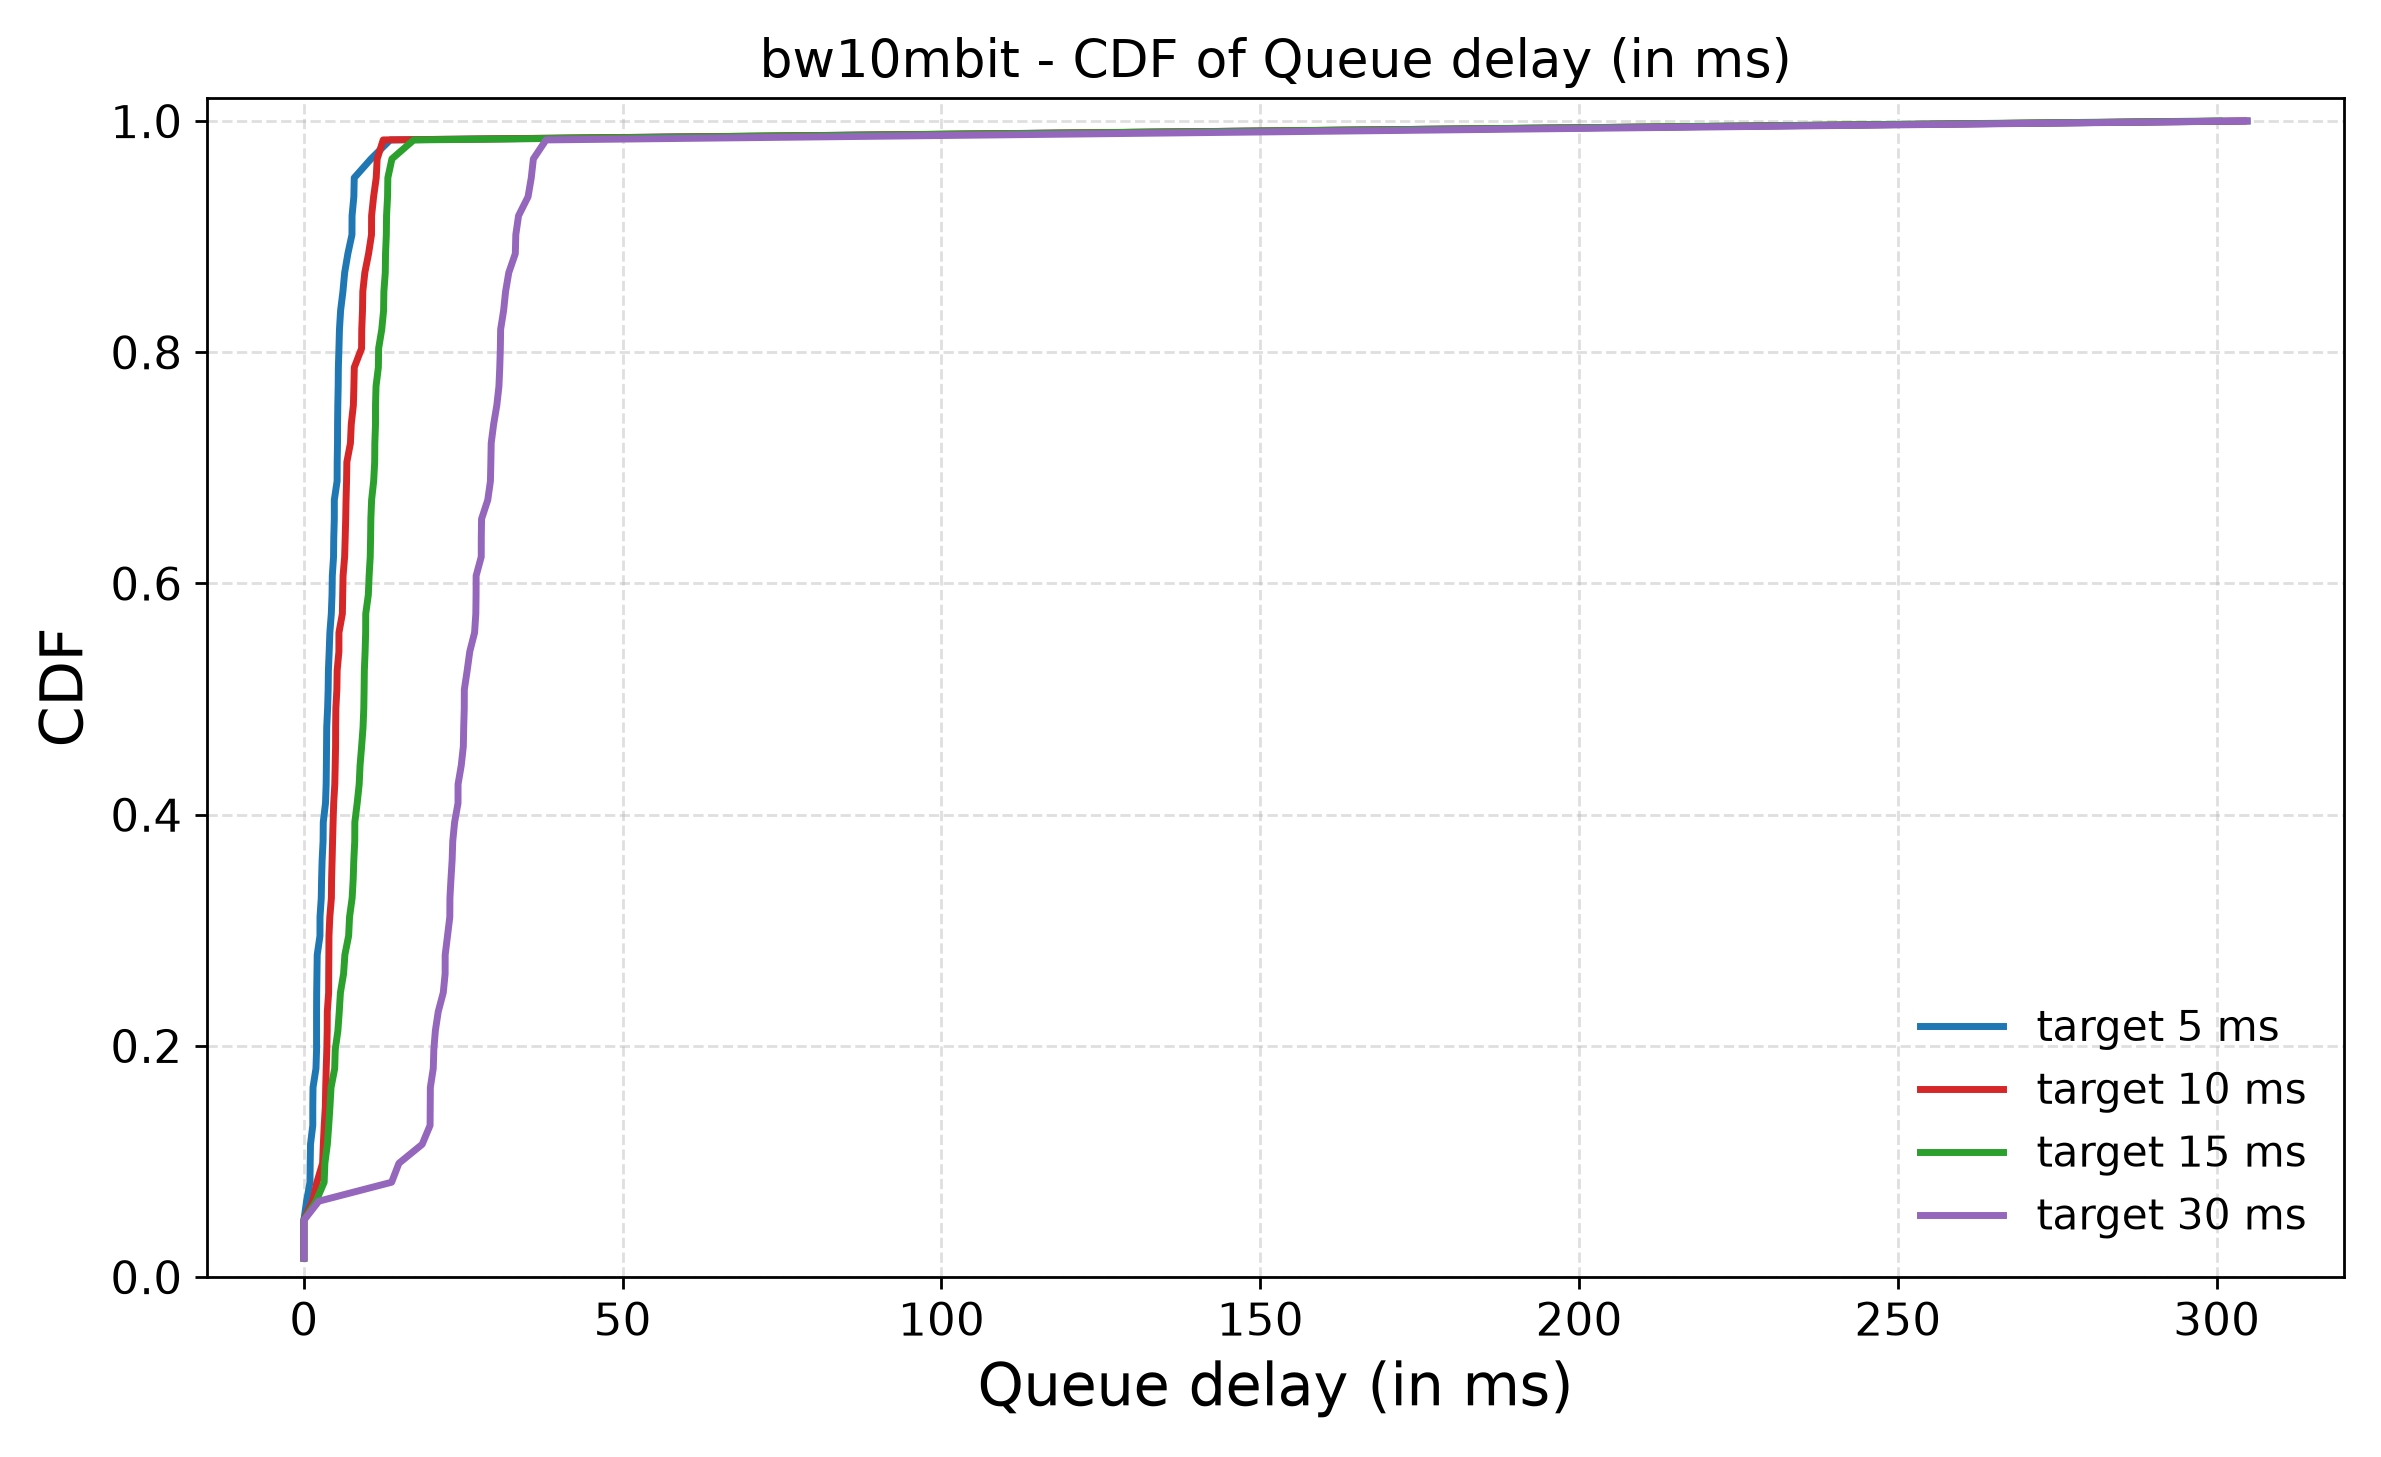 bw10mbit - CDF of Queue delay (in ms)
1.0
0.8
0.6
0.4
0.2
0.0
CDF
target 5 ms
target 10 ms
target 15 ms
target 30 ms
0 50 100 150 200 250 300
Queue delay (in ms)